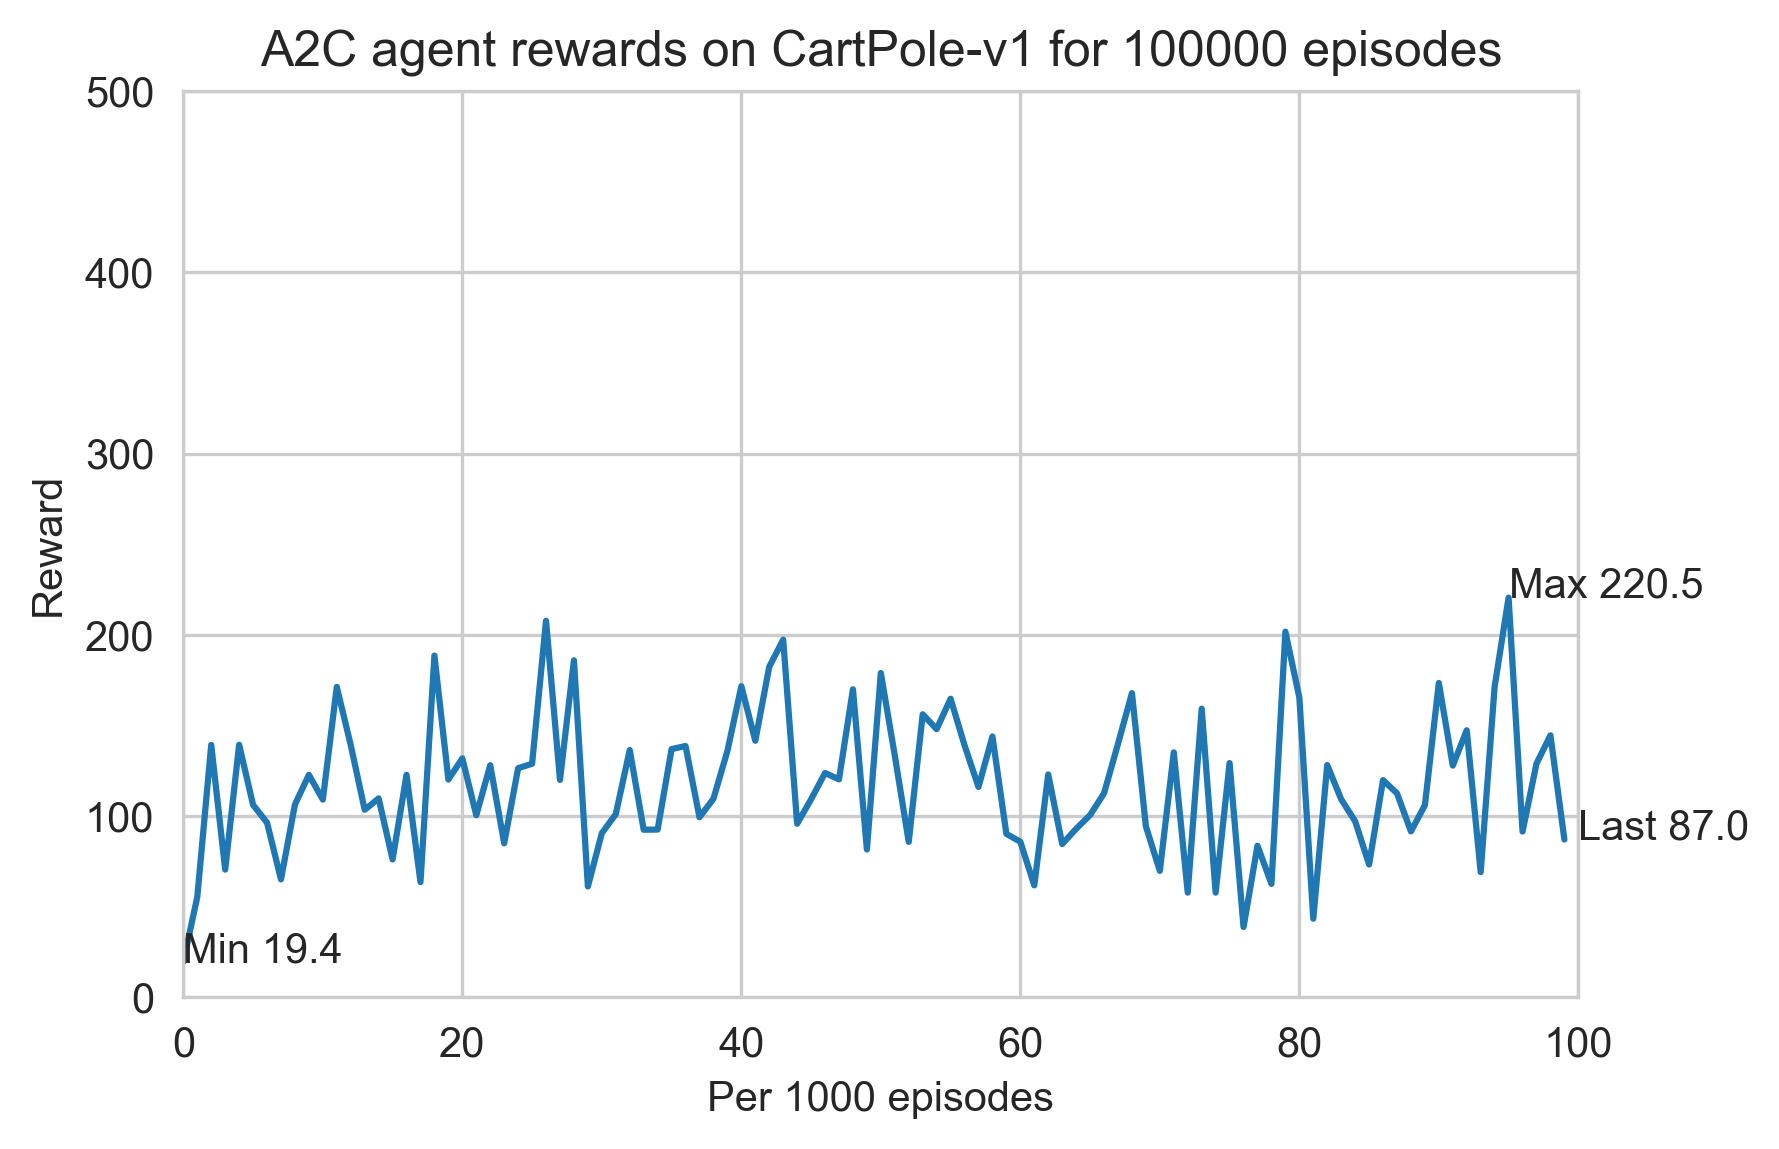 A2C agent rewards on CartPole-v1 for 100000 episodes
500
400
300
200
100
0
Reward
Max 220.5
Last 87.0
Min 19.4
0 20 40 60 80 100
Per 1000 episodes